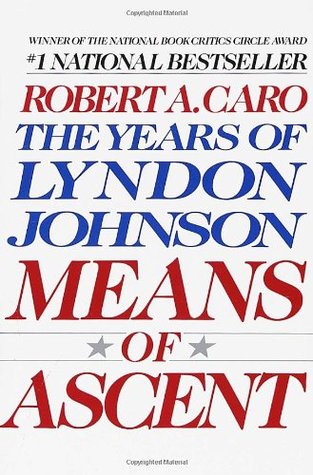 WINNER OF THE NATIONAL BOOK CRITICS CIRCLE AWARD
#1 NATIONAL BESTSELLER
ROBERT A. CARO
THE YEARS OF
LYNDON
JOHNSON
MEANS
OF
ASCENT